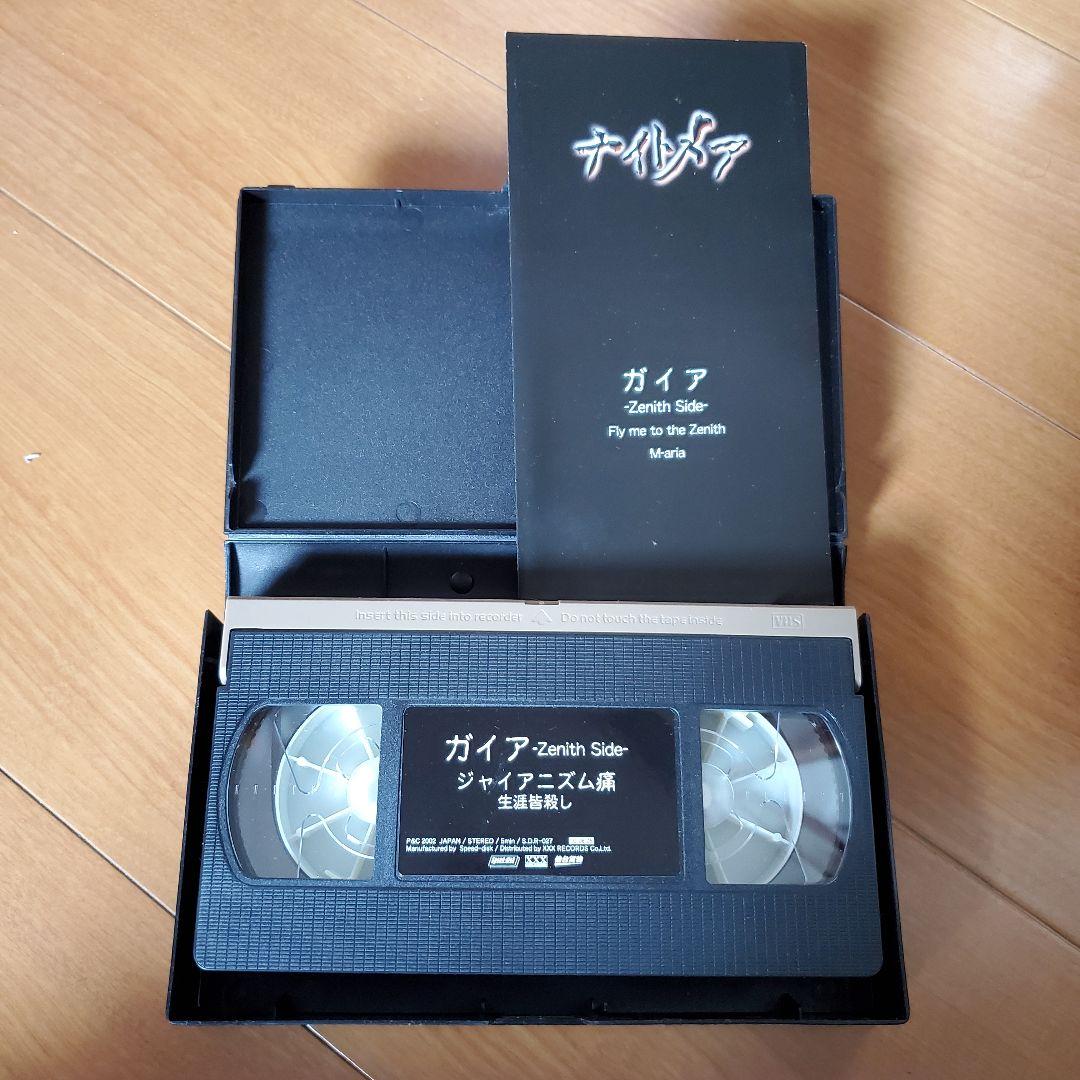 ナイトメア
ガイア
-Zenith Side-
Fly me to the Zenith
M-aria
Insert this side into recorder △ Do not touch the tape inside VHS
ガイア -Zenith Side-
ジャイアニズム痛
生涯皆殺し
P&C 2002 JAPAN / STEREO / 5min / S.D.R-027
Manufactured by Speed-disk / Distributed by XXX RECORDS Co.Ltd.
Speed-disk XXX